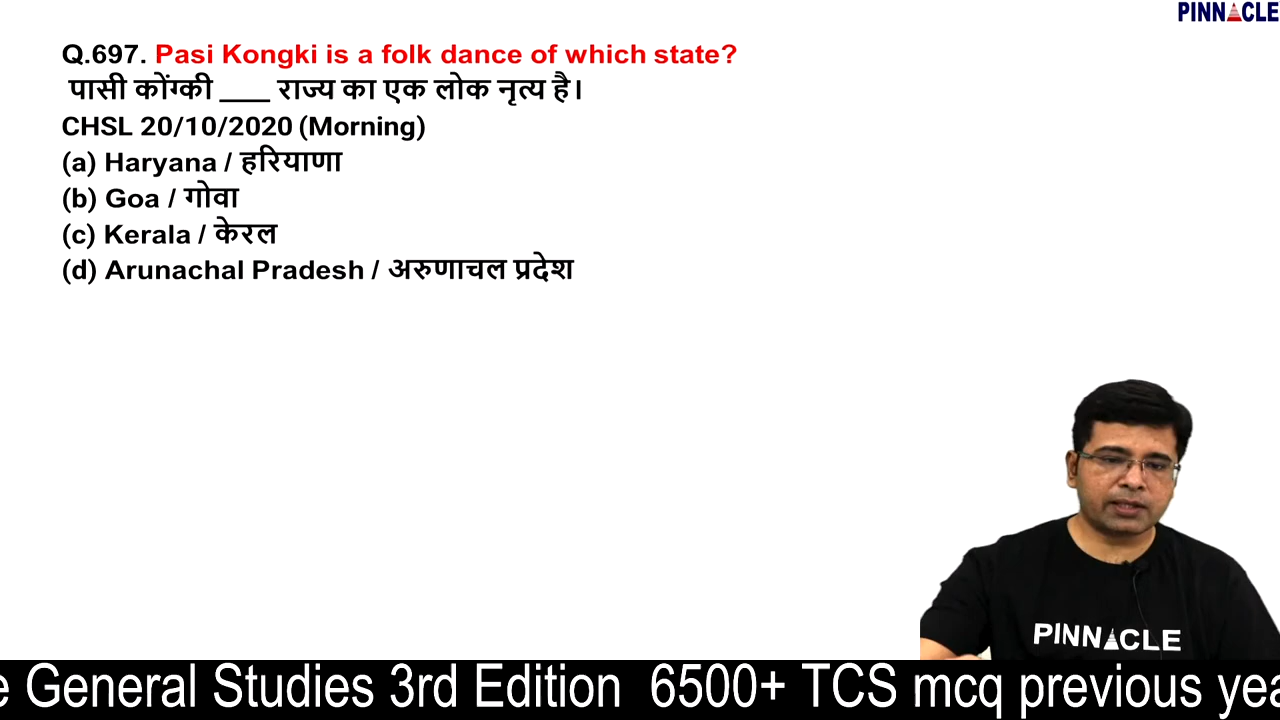 PINNACLE
Q.697. Pasi Kongki is a folk dance of which state?
पासी कोंग्की ____ राज्य का एक लोक नृत्य है।
CHSL 20/10/2020 (Morning)
(a) Haryana / हरियाणा
(b) Goa / गोवा
(c) Kerala / केरल
(d) Arunachal Pradesh / अरुणाचल प्रदेश
PINNACLE
e General Studies 3rd Edition 6500+ TCS mcq previous yea